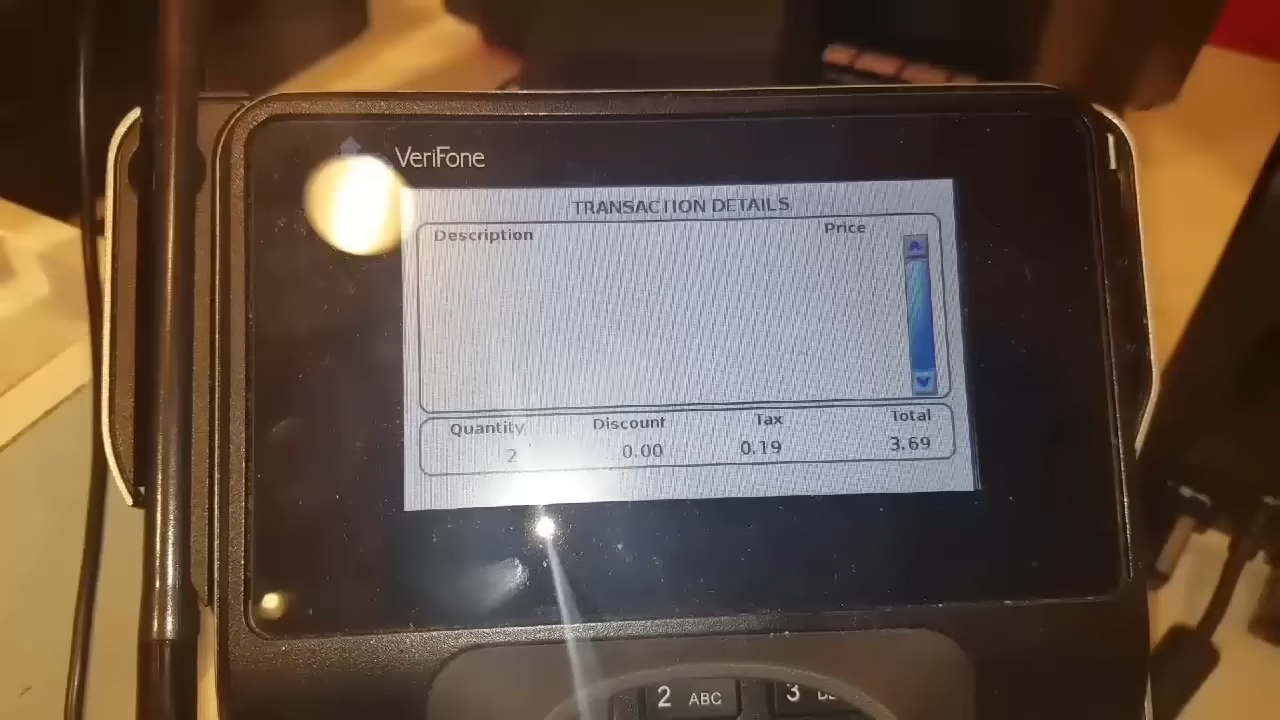 VeriFone
TRANSACTION DETAILS
Description Price
Quantity Discount Tax Total
2 0.00 0.19 3.69
2 ABC 3